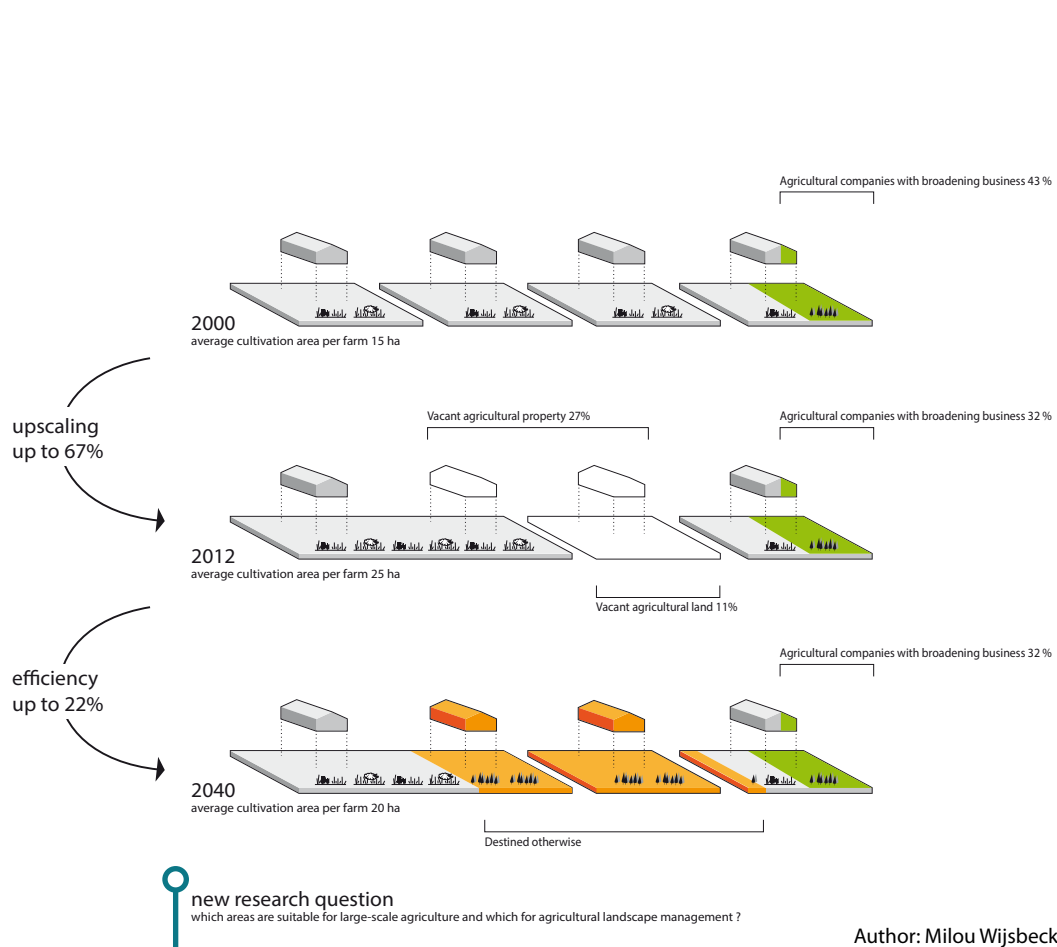 Agricultural companies with broadening business 43 %
2000
average cultivation area per farm 15 ha
upscaling
up to 67%
Vacant agricultural property 27%
Agricultural companies with broadening business 32 %
2012
average cultivation area per farm 25 ha
Vacant agricultural land 11%
efficiency
up to 22%
Agricultural companies with broadening business 32 %
2040
average cultivation area per farm 20 ha
Destined otherwise
new research question
which areas are suitable for large-scale agriculture and which for agricultural landscape management ?
Author: Milou Wijsbeck